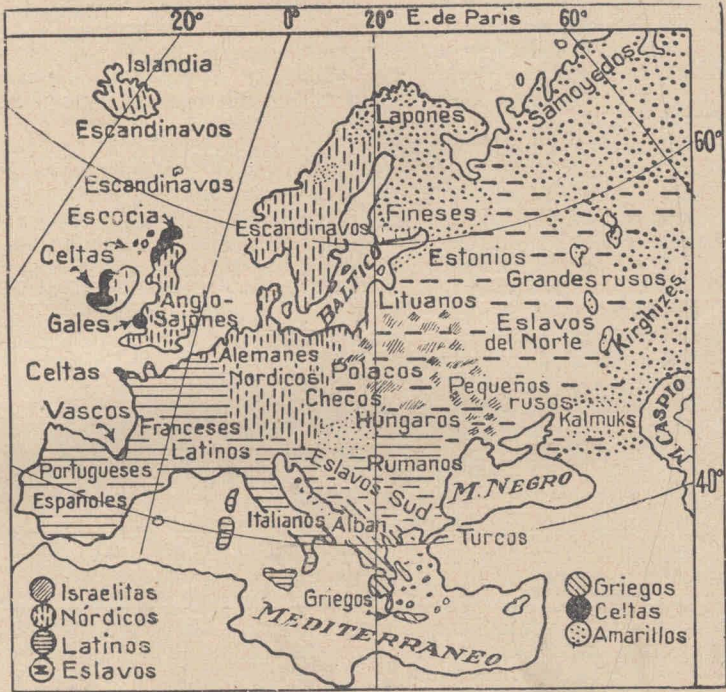 20° 0° 20° E. de Paris 60°
Islandia
Escandinavos
Samoyedos
Lapones
60°
Escandinavos
Escocia
Fineses
Escandinavos
Celtas
Estonios
BALTICO
Grandes rusos
Anglo-
Sajones
Lituanos
Kirghizes
Gales
Eslavos
del Norte
Alemanes
Nordicos
Celtas
Polacos
Pequeños
rusos
Checos
Vascos
Franceses
Hungaros
Kalmuks
M. CASPIO
Latinos
Portugueses
Rumanos
Eslavos Sud
M. NEGRO
40°
Españoles
Italianos
Alban
Turcos
Israelitas
Nórdicos
Latinos
Eslavos
Griegos
MEDITERRANEO
Griegos
Celtas
Amarillos